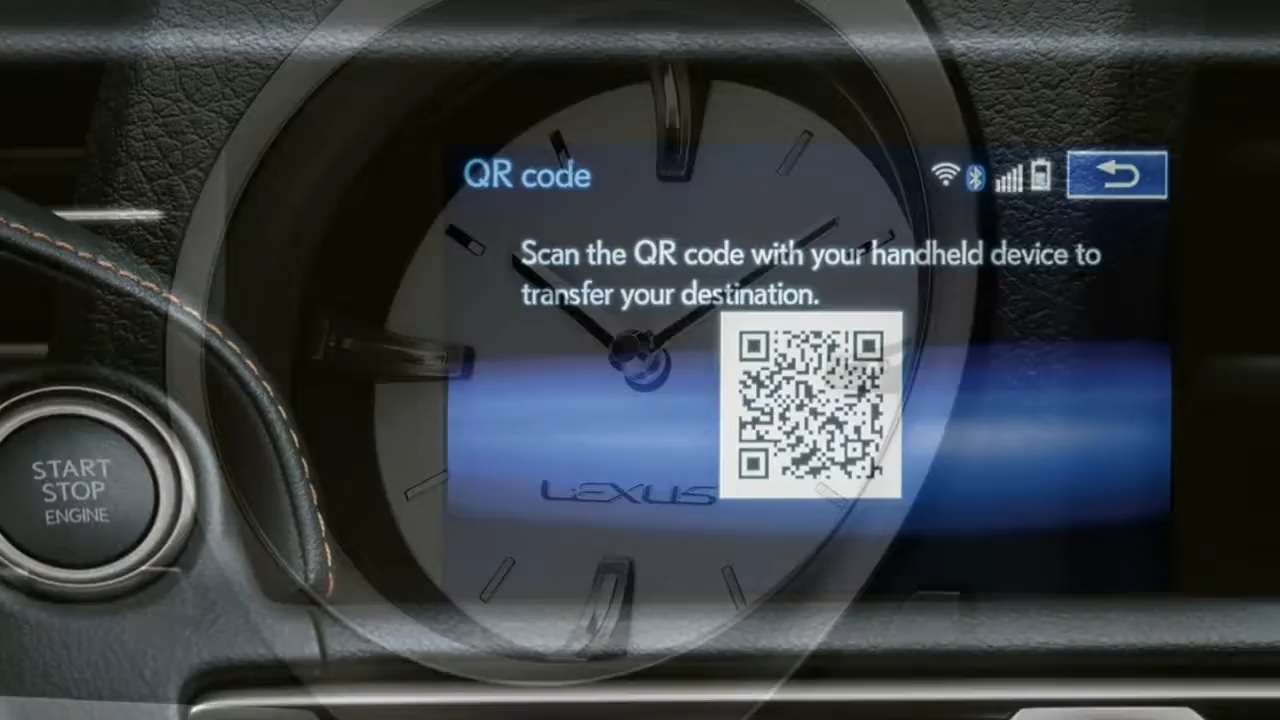 QR code
Scan the QR code with your handheld device to
transfer your destination.
LEXUS
START
STOP
ENGINE